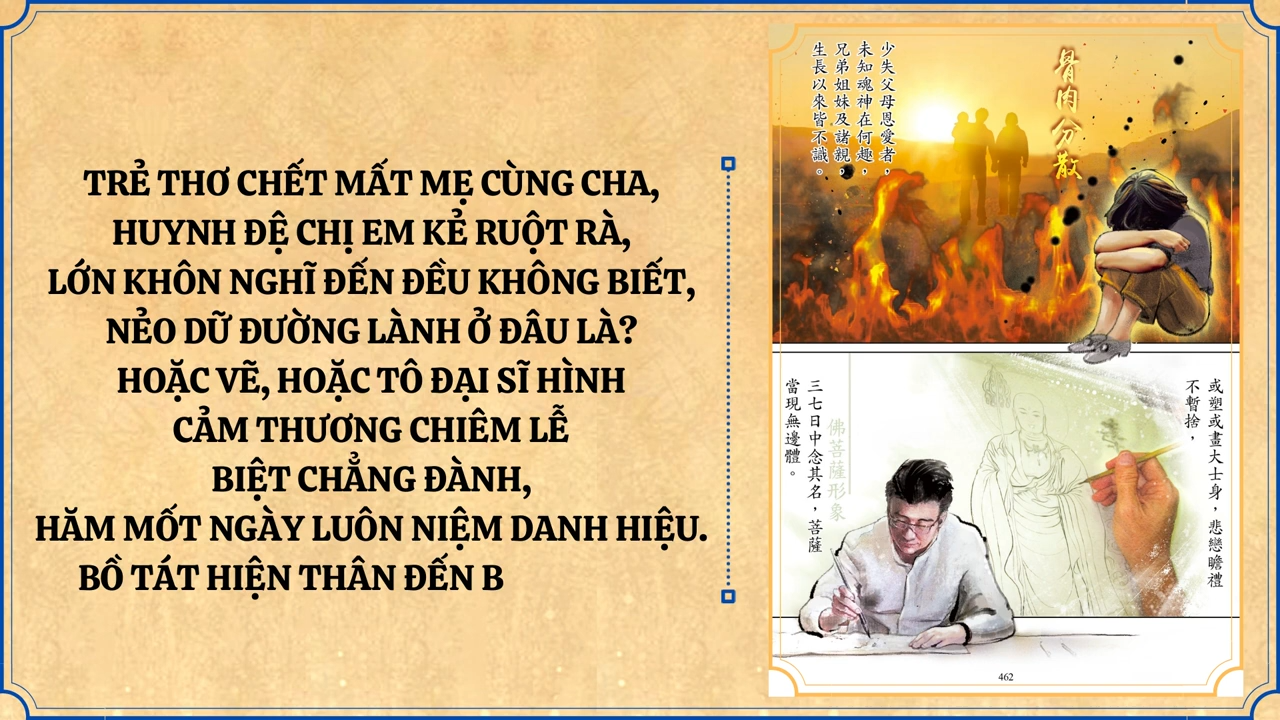 TRẺ THƠ CHẾT MẤT MẸ CÙNG CHA,
HUYNH ĐỆ CHỊ EM KẺ RUỘT RÀ,
LỚN KHÔN NGHĨ ĐẾN ĐỀU KHÔNG BIẾT,
NẺO DỮ ĐƯỜNG LÀNH Ở ĐÂU LÀ?
HOẶC VẼ, HOẶC TÔ ĐẠI SĨ HÌNH
CẢM THƯƠNG CHIÊM LỄ
BIỆT CHẲNG ĐÀNH,
HĂM MỐT NGÀY LUÔN NIỆM DANH HIỆU.
BỒ TÁT HIỆN THÂN ĐẾN B
骨肉分散
少失父母恩愛者，
未知魂神在何趣，
兄弟姐妹及諸親，
生長以來皆不識。
或塑或畫大士身，悲戀瞻禮
不暫捨，
佛菩薩形象
三七日中念其名，菩薩
當現無邊體。
462